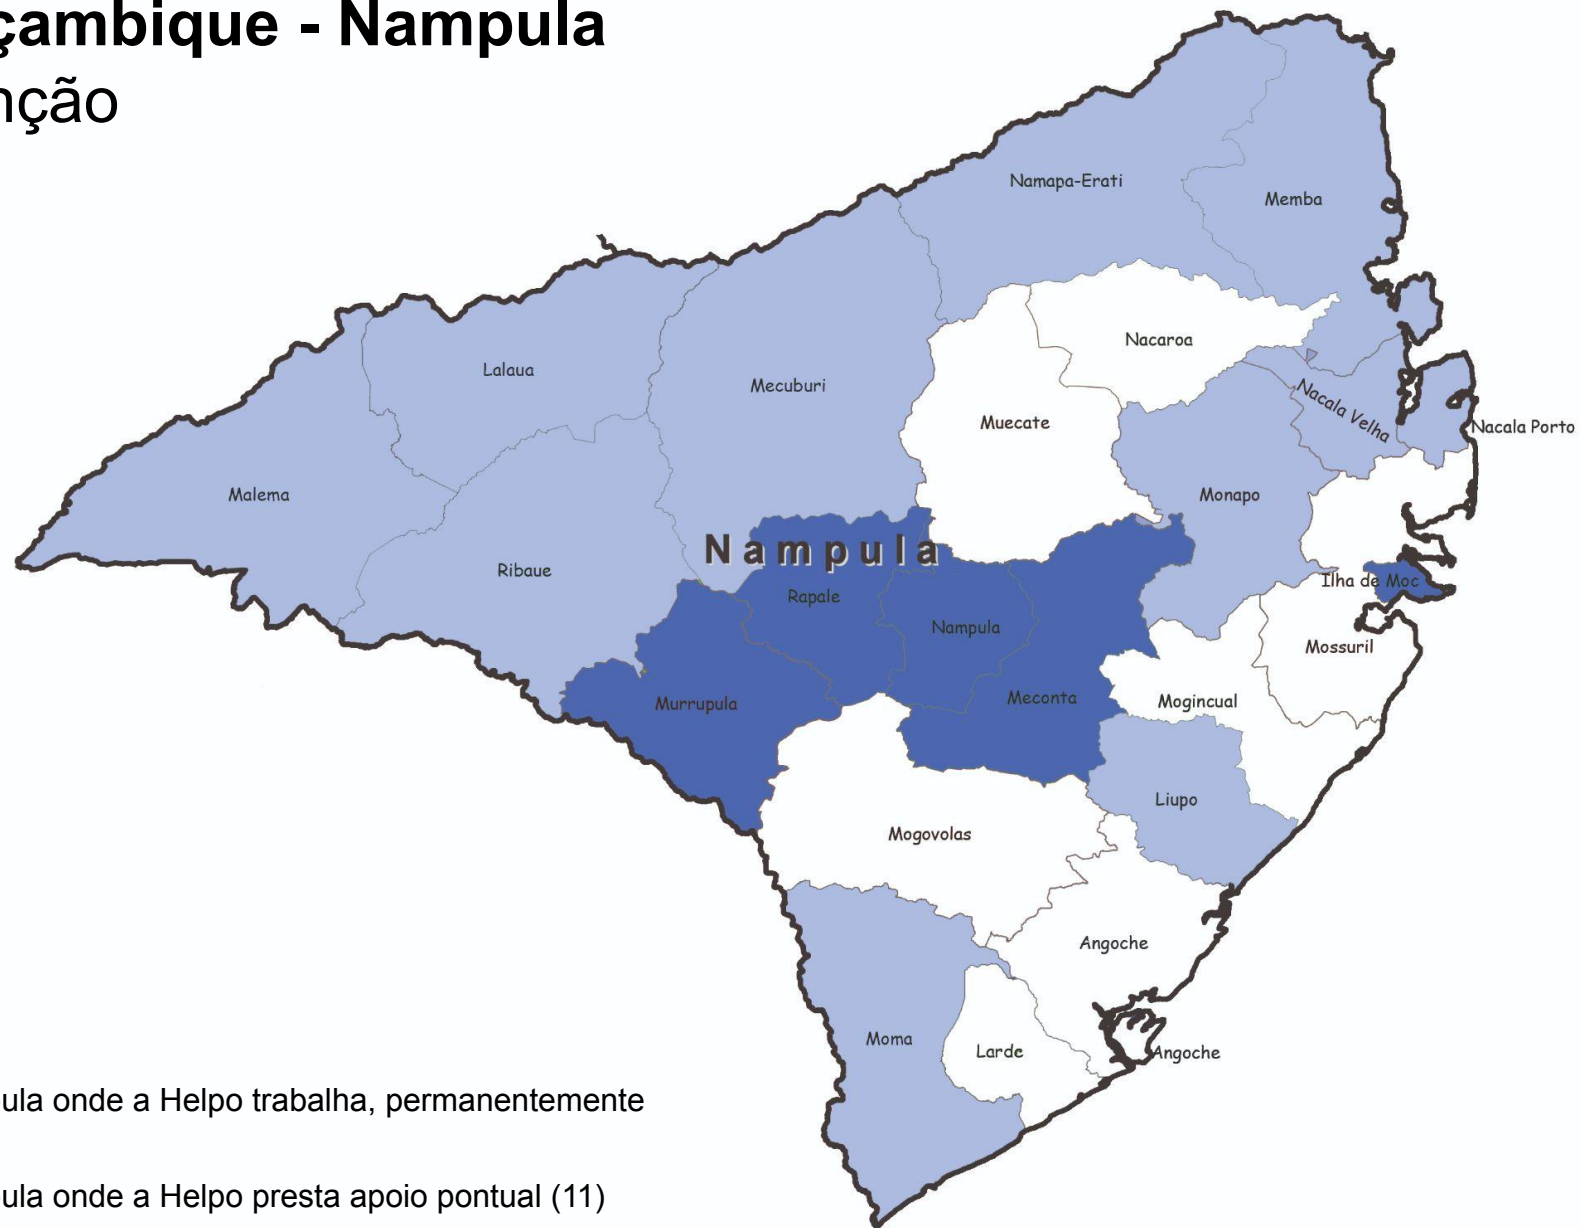 çambique - Nampula
nção
Namapa-Erati
Memba
Nacaroa
Lalaua
Mecuburi
Muecate
Nacala Velha
Nacala Porto
Malema
Monapo
Nampula
Ribaue
Ilha de Moc
Rapale
Nampula
Mossuril
Murrupula
Meconta
Mogincual
Liupo
Mogovolas
Angoche
Moma
Larde
Angoche
ula onde a Helpo trabalha, permanentemente
ula onde a Helpo presta apoio pontual (11)